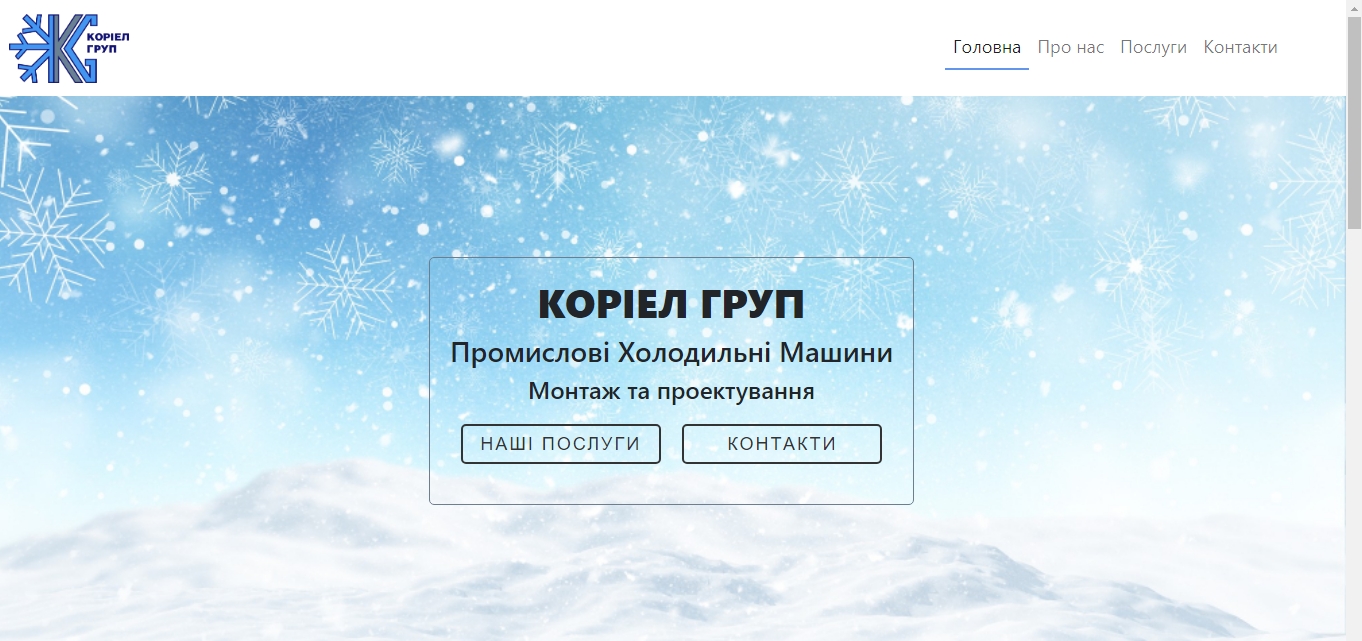 КОРІЕЛ
ГРУП
Головна Про нас Послуги Контакти
КОРІЕЛ ГРУП
Промислові Холодильні Машини
Монтаж та проектування
НАШІ ПОСЛУГИ КОНТАКТИ